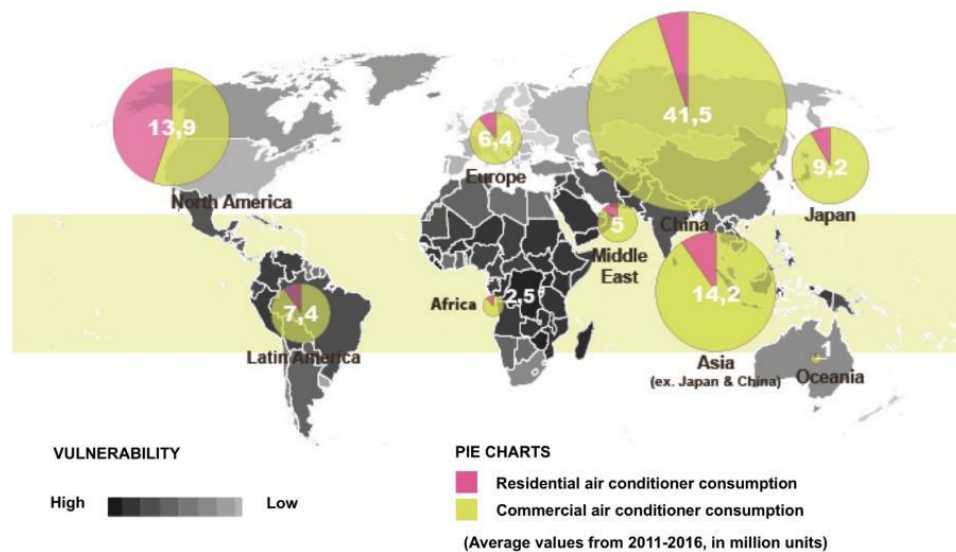 13,9
North America
6,4
Europe
41,5
China
9,2
Japan
5
Middle
East
Africa
2,5
7,4
Latin America
14,2
Asia
(ex. Japan & China)
1
Oceania
VULNERABILITY
High
Low
PIE CHARTS
Residential air conditioner consumption
Commercial air conditioner consumption
(Average values from 2011-2016, in million units)